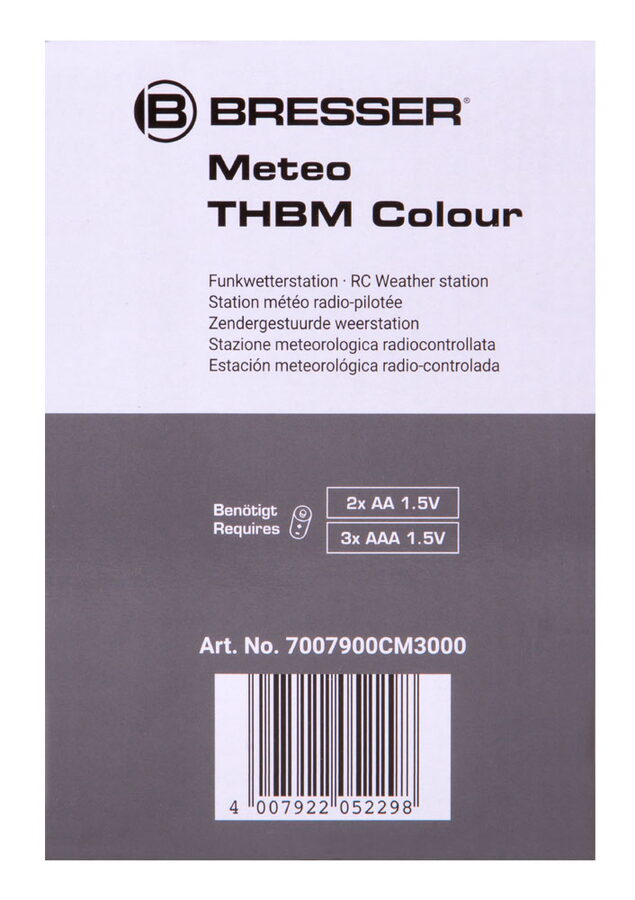 B BRESSER®
Meteo
THBM Colour
Funkwetterstation · RC Weather station
Station météo radio-pilotée
Zendergestuurde weerstation
Stazione meteorologica radiocontrollata
Estación meteorológica radio-controlada
Benötigt
Requires
2x AA 1.5V
3x AAA 1.5V
Art. No. 7007900CM3000
4 007922 052298